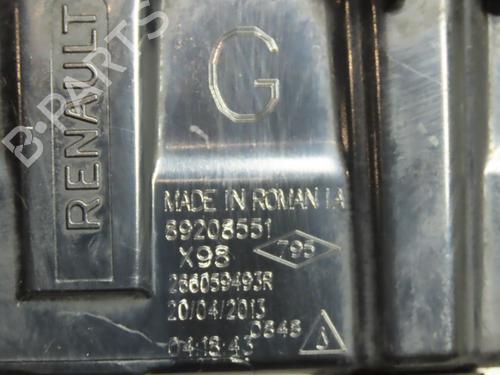 RENAULT
G
B-PARTS
MADE IN ROMANIA
89208551
X98
795
266059493R
20/04/2013
0848
04:18:43